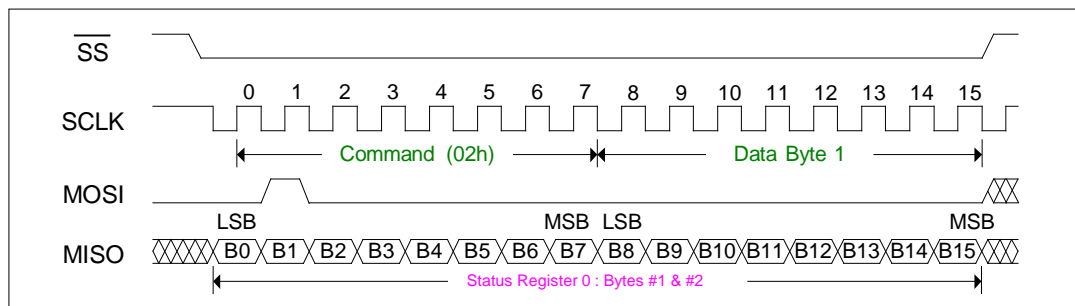 SS
0 1 2 3 4 5 6 7 8 9 10 11 12 13 14 15
SCLK
Command (02h) Data Byte 1
MOSI
LSB MSB LSB MSB
MISO B0 B1 B2 B3 B4 B5 B6 B7 B8 B9 B10 B11 B12 B13 B14 B15
Status Register 0 : Bytes #1 & #2